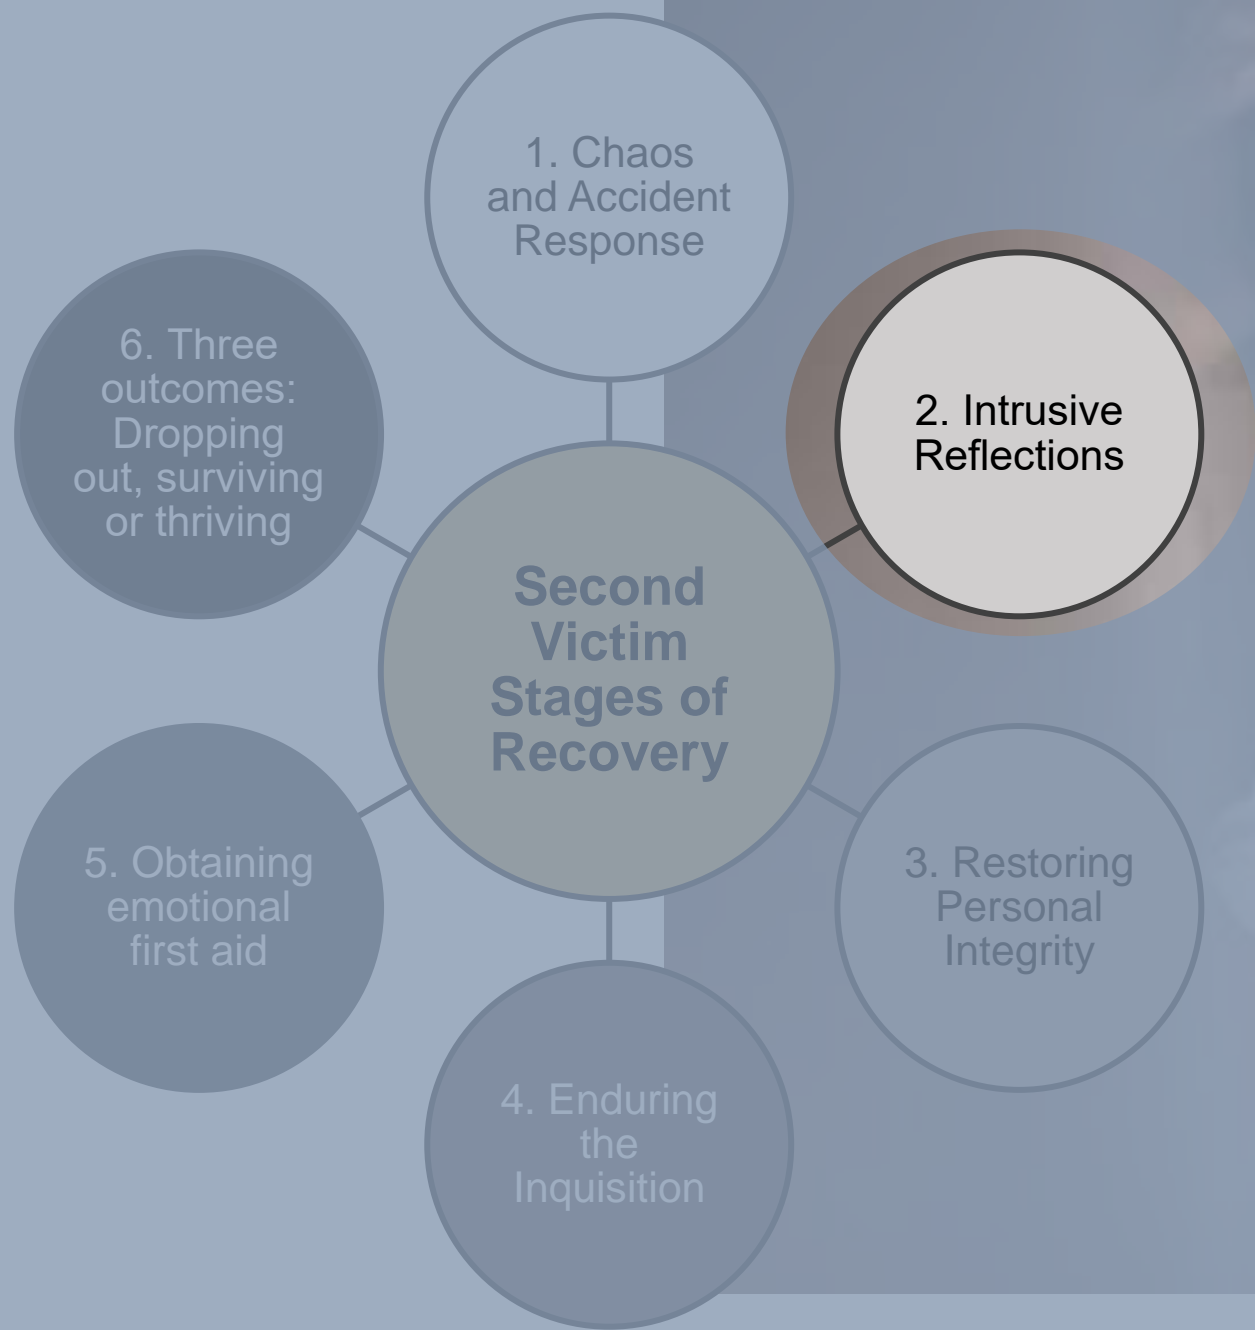 1. Chaos
and Accident
Response
2. Intrusive
Reflections
3. Restoring
Personal
Integrity
4. Enduring
the
Inquisition
5. Obtaining
emotional
first aid
6. Three
outcomes:
Dropping
out, surviving
or thriving
Second
Victim
Stages of
Recovery